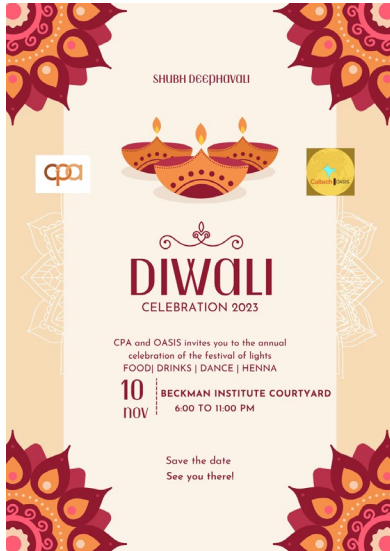 SHUBH DEEPHAVALI
cpa
Caltech OASIS
DIWALI
CELEBRATION 2023
CPA and OASIS invites you to the annual
celebration of the festival of lights
FOOD| DRINKS | DANCE | HENNA
10
NOV
BECKMAN INSTITUTE COURTYARD
6:00 TO 11:00 PM
Save the date
See you there!